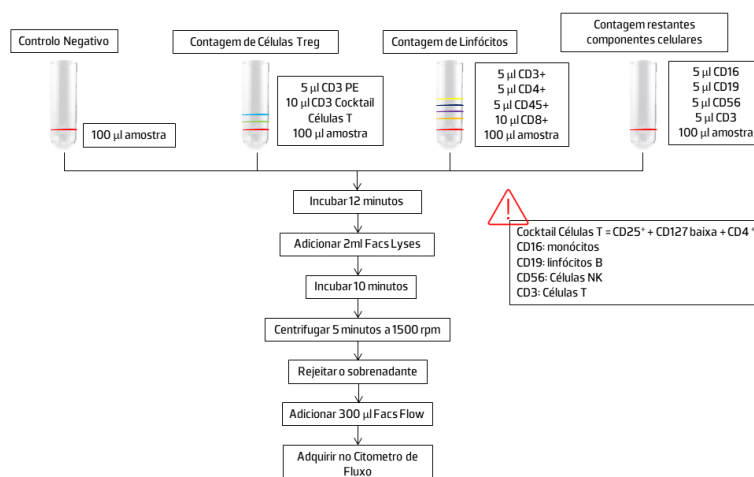 Controlo Negativo
Contagem de Células Treg
Contagem de Linfócitos
Contagem restantes
componentes celulares
100 µl amostra
5 µl CD3 PE
10 µl CD3 Cocktail
Células T
100 µl amostra
5 µl CD3+
5 µl CD4+
5 µl CD45+
10 µl CD8+
100 µl amostra
5 µl CD16
5 µl CD19
5 µl CD56
5 µl CD3
100 µl amostra
Incubar 12 minutos
Adicionar 2ml Facs Lyses
Incubar 10 minutos
Centrifugar 5 minutos a 1500 rpm
Rejeitar o sobrenadante
Adicionar 300 µl Facs Flow
Adquirir no Citometro de
Fluxo
Cocktail Células T = CD25⁺ + CD127 baixa + CD4 ⁺
CD16: monócitos
CD19: linfócitos B
CD56: Células NK
CD3: Células T